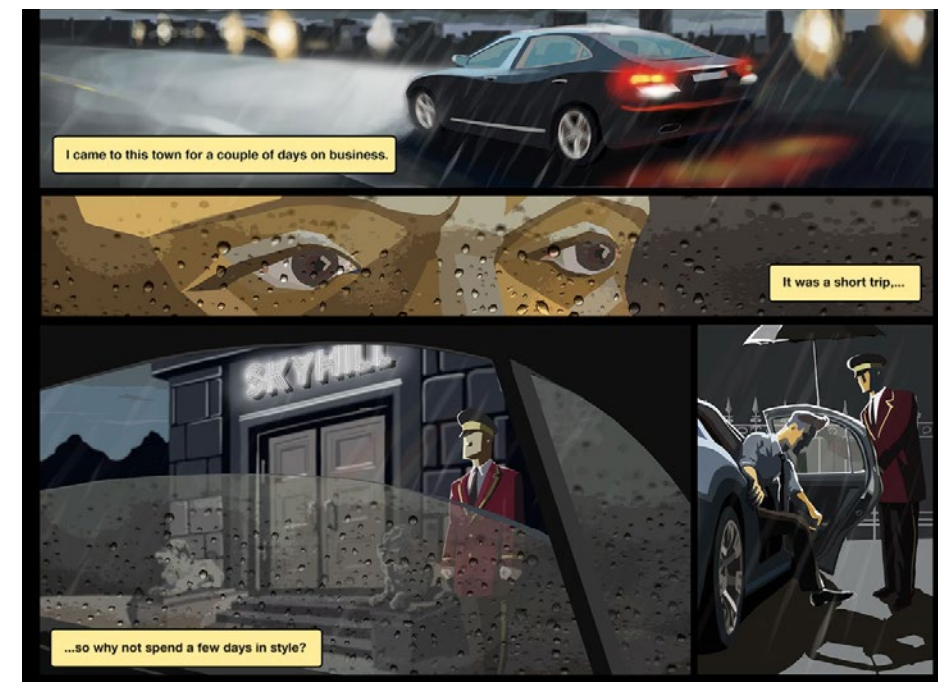 I came to this town for a couple of days on business.
It was a short trip,...
SKYHILL
...so why not spend a few days in style?